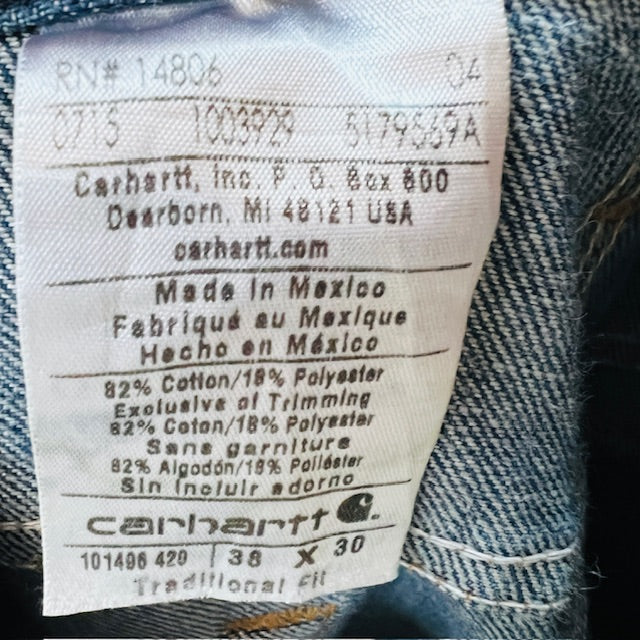 RN# 14806 04
0715 1003929 5179569A
Carhartt, Inc. P. O. Box 600
Dearborn, MI 48121 USA
carhartt.com
Made in Mexico
Fabriqué au Mexique
Hecho en México
82% Cotton/18% Polyester
Exclusive of Trimming
82% Coton/18% Polyester
Sans garniture
82% Algodón/18% Poliéster
Sin incluir adorno
carhartt
101496 420 38 X 30
Traditional Fit